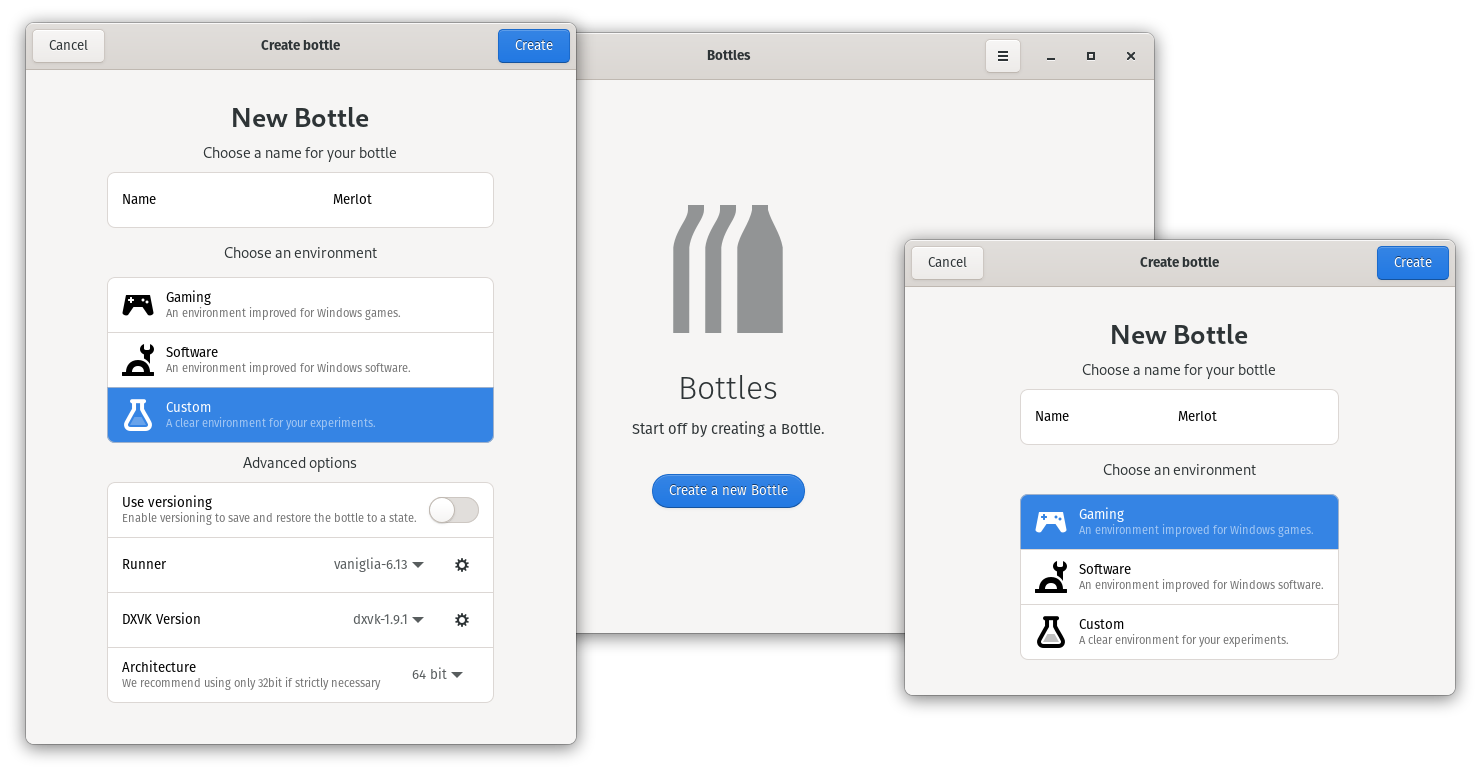 Cancel
Create bottle
Create
New Bottle
Choose a name for your bottle
Name
Merlot
Choose an environment
Gaming
An environment improved for Windows games.
Software
An environment improved for Windows software.
Custom
A clear environment for your experiments.
Advanced options
Use versioning
Enable versioning to save and restore the bottle to a state.
Runner
vaniglia-6.13
DXVK Version
dxvk-1.9.1
Architecture
We recommend using only 32bit if strictly necessary
64 bit
Bottles
Bottles
Start off by creating a Bottle.
Create a new Bottle
Cancel
Create bottle
Create
New Bottle
Choose a name for your bottle
Name
Merlot
Choose an environment
Gaming
An environment improved for Windows games.
Software
An environment improved for Windows software.
Custom
A clear environment for your experiments.